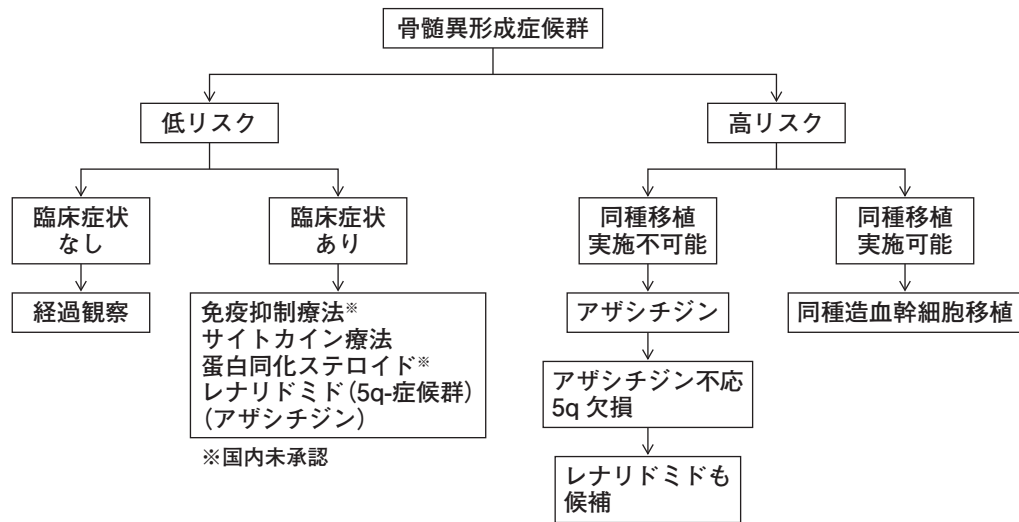 骨髄異形成症候群
低リスク
高リスク
臨床症状
なし
臨床症状
あり
同種移植
実施不可能
同種移植
実施可能
経過観察
免疫抑制療法※
サイトカイン療法
蛋白同化ステロイド※
レナリドミド(5q-症候群)
(アザシチジン)
※国内未承認
アザシチジン
同種造血幹細胞移植
アザシチジン不応
5q 欠損
レナリドミドも
候補